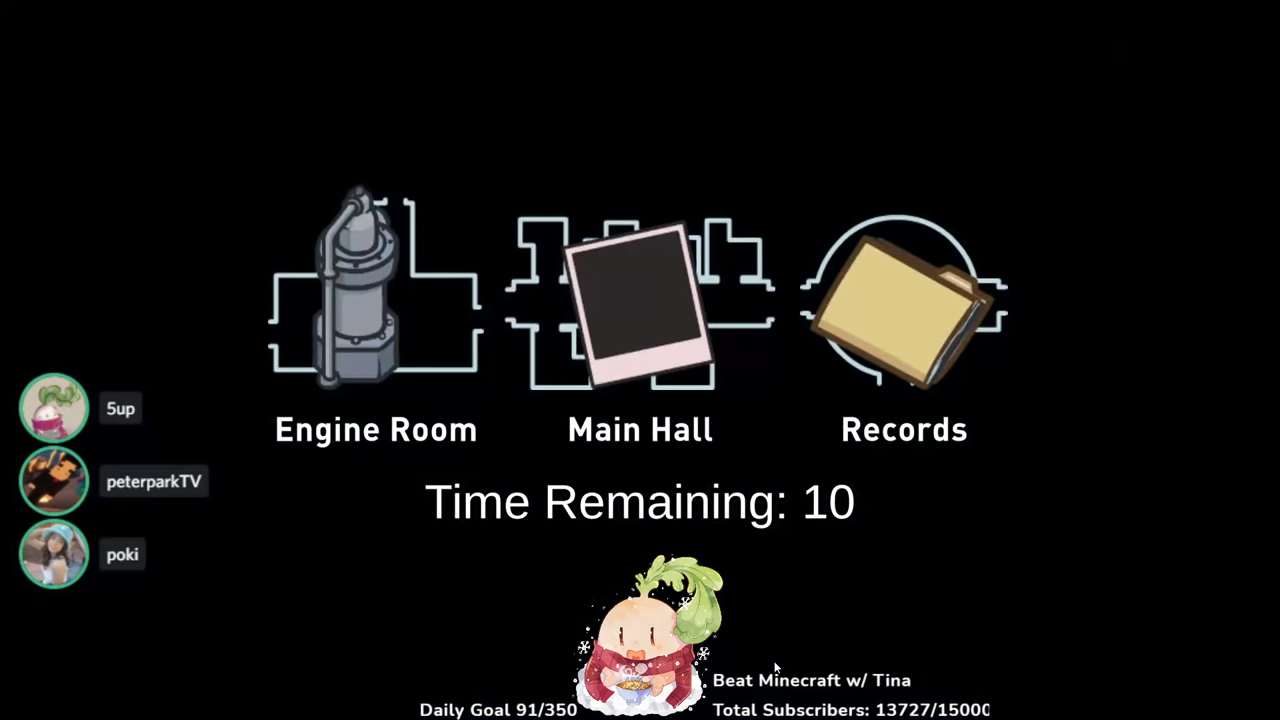 Engine Room
Main Hall
Records
5up
peterparkTV
poki
Time Remaining: 10
Beat Minecraft w/ Tina
Daily Goal 91/350
Total Subscribers: 13727/15000